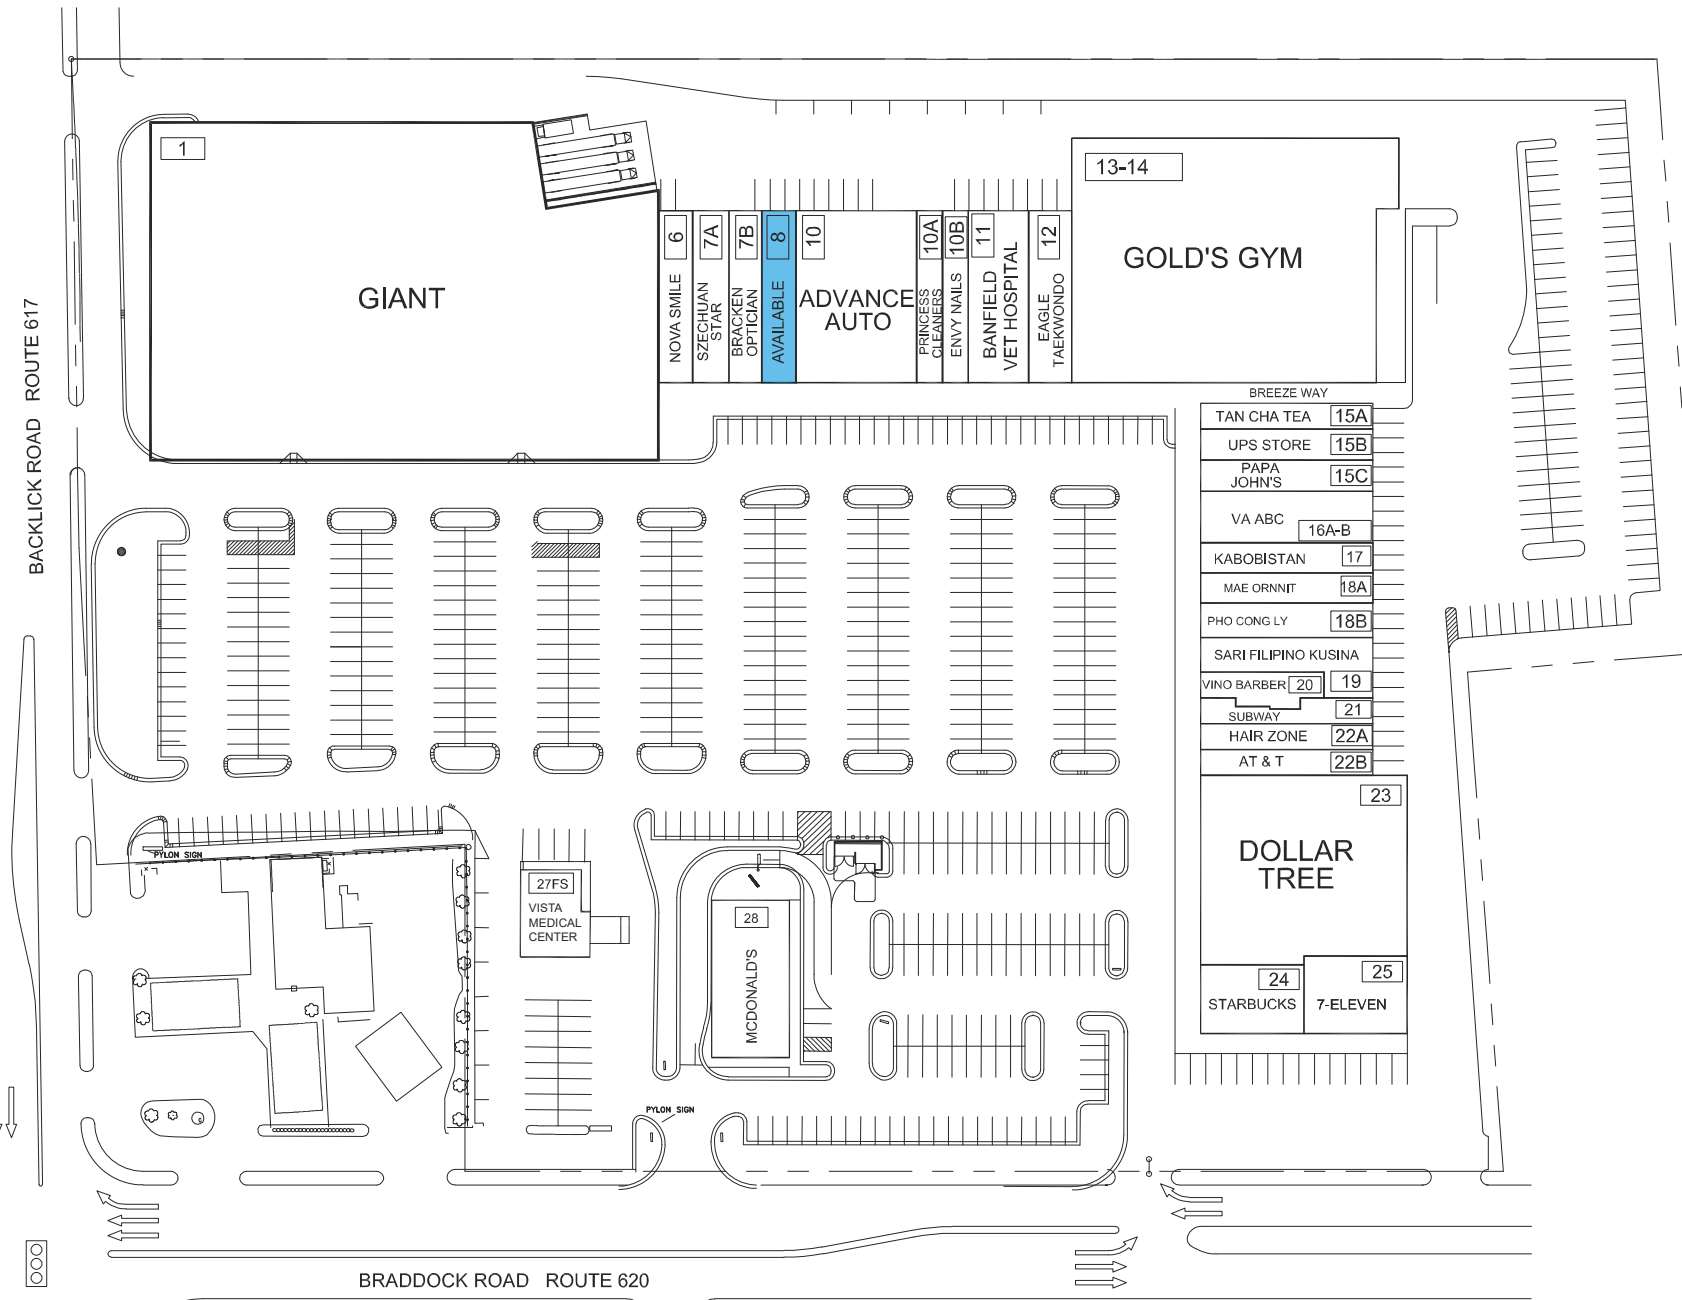 1
GIANT
6
NOVA SMILE
7A
SZECHUAN
STAR
7B
BRACKEN
OPTICIAN
8
AVAILABLE
10
ADVANCE
AUTO
10A
PRINCESS
CLEANERS
10B
ENVY NAILS
11
BANFIELD
VET HOSPITAL
12
EAGLE
TAEKWONDO
13-14
GOLD'S GYM
BREEZE WAY
TAN CHA TEA 15A
UPS STORE 15B
PAPA
JOHN'S 15C
VA ABC
16A-B
KABOBISTAN 17
MAE ORNNIT 18A
PHO CONG LY 18B
SARI FILIPINO KUSINA
19
VINO BARBER 20
SUBWAY 21
HAIR ZONE 22A
AT & T 22B
23
DOLLAR
TREE
24
STARBUCKS
25
7-ELEVEN
27FS
VISTA
MEDICAL
CENTER
28
MCDONALD'S
PYLON SIGN
PYLON SIGN
BACKLICK ROAD ROUTE 617
BRADDOCK ROAD ROUTE 620